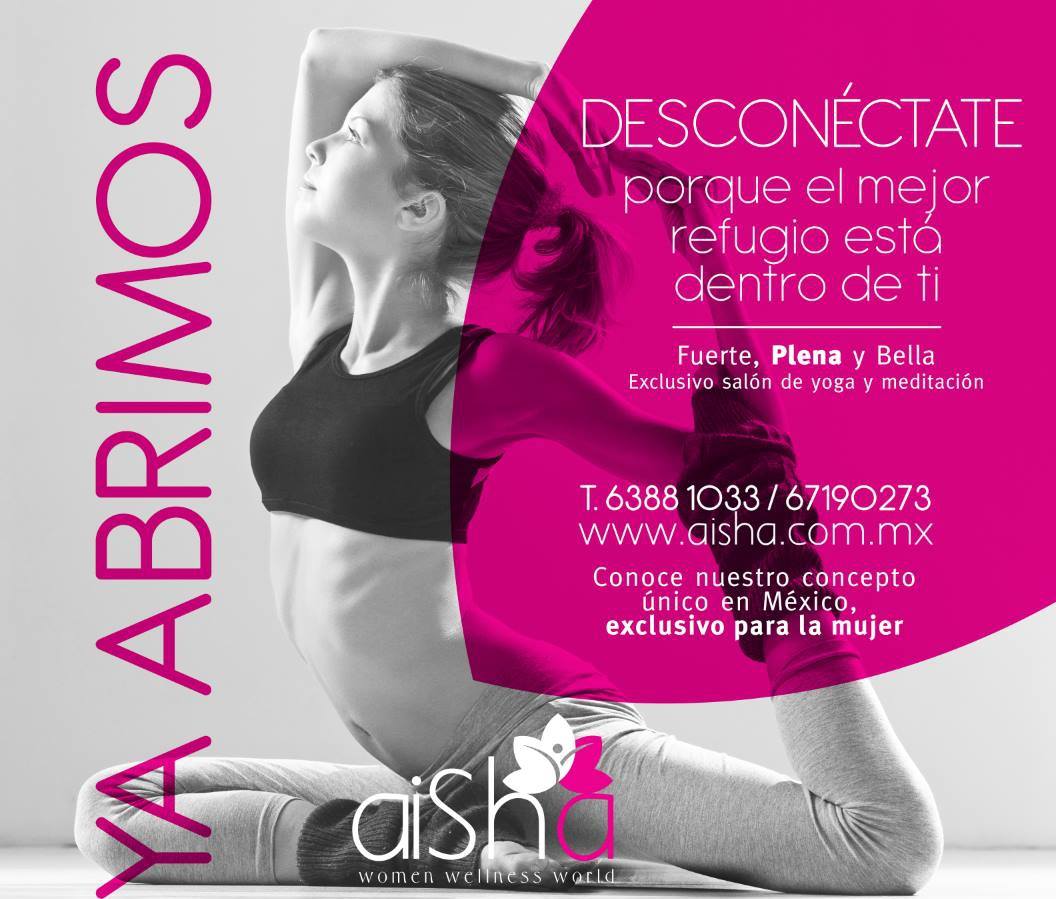 YA ABRIMOS
DESCONÉCTATE
porque el mejor
refugio está
dentro de ti
Fuerte, Plena y Bella
Exclusivo salón de yoga y meditación
T. 6388 1033 / 67190273
www.aisha.com.mx
Conoce nuestro concepto
único en México,
exclusivo para la mujer
aiSha
women wellness world